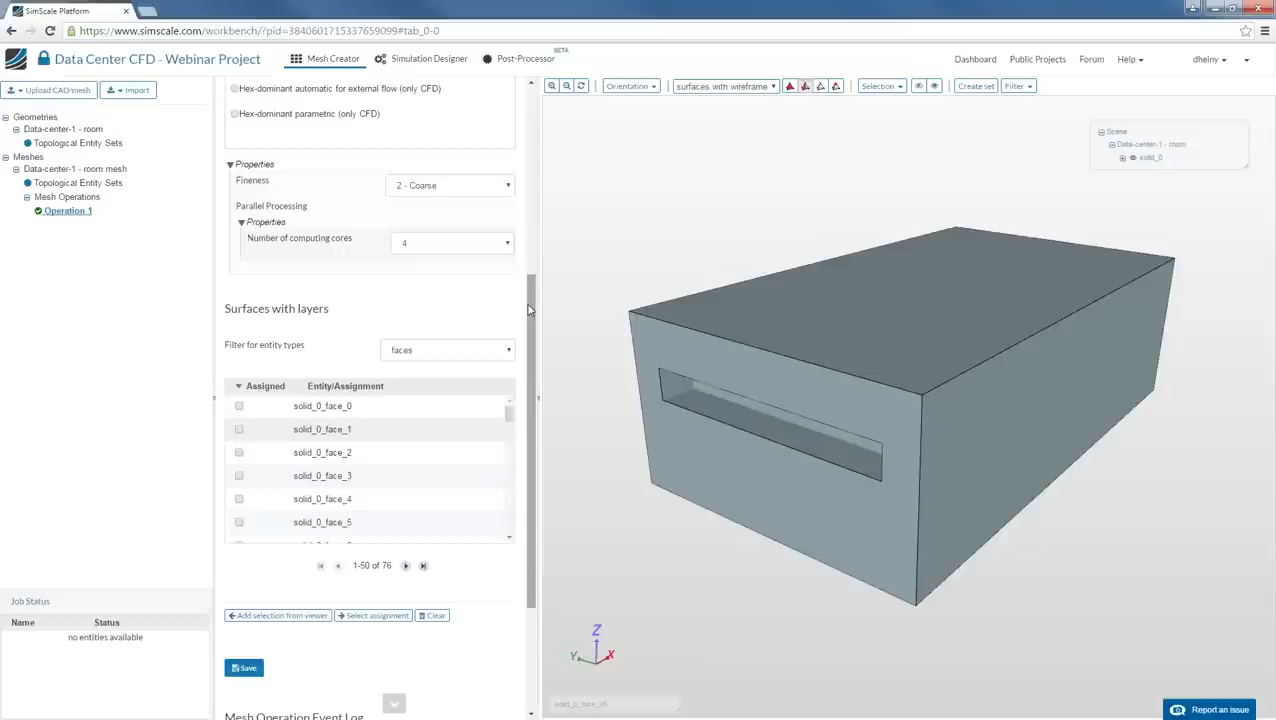 SimScale Platform
https://www.simscale.com/workbench/?pid=3840601715337659099#tab_0-0
Data Center CFD - Webinar Project
Mesh Creator
Simulation Designer
Post-Processor
BETA
Dashboard
Public Projects
Forum
Help
dheiny
Upload CAD/mesh
Import
Geometries
Data-center-1 - room
Topological Entity Sets
Meshes
Data-center-1 - room mesh
Topological Entity Sets
Mesh Operations
Operation 1
Job Status
Name Status
no entities available
Hex-dominant automatic for external flow (only CFD)
Hex-dominant parametric (only CFD)
Properties
Fineness 2 - Coarse
Parallel Processing
Properties
Number of computing cores 4
Surfaces with layers
Filter for entity types faces
Assigned Entity/Assignment
solid_0_face_0
solid_0_face_1
solid_0_face_2
solid_0_face_3
solid_0_face_4
solid_0_face_5
1-50 of 76
Add selection from viewer Select assignment Clear
Save
Mesh Operation Event Log
Orientation
surfaces with wireframe
Selection
Create set
Filter
Scene
Data-center-1 - room
solid_0
Z
Y X
Report an issue